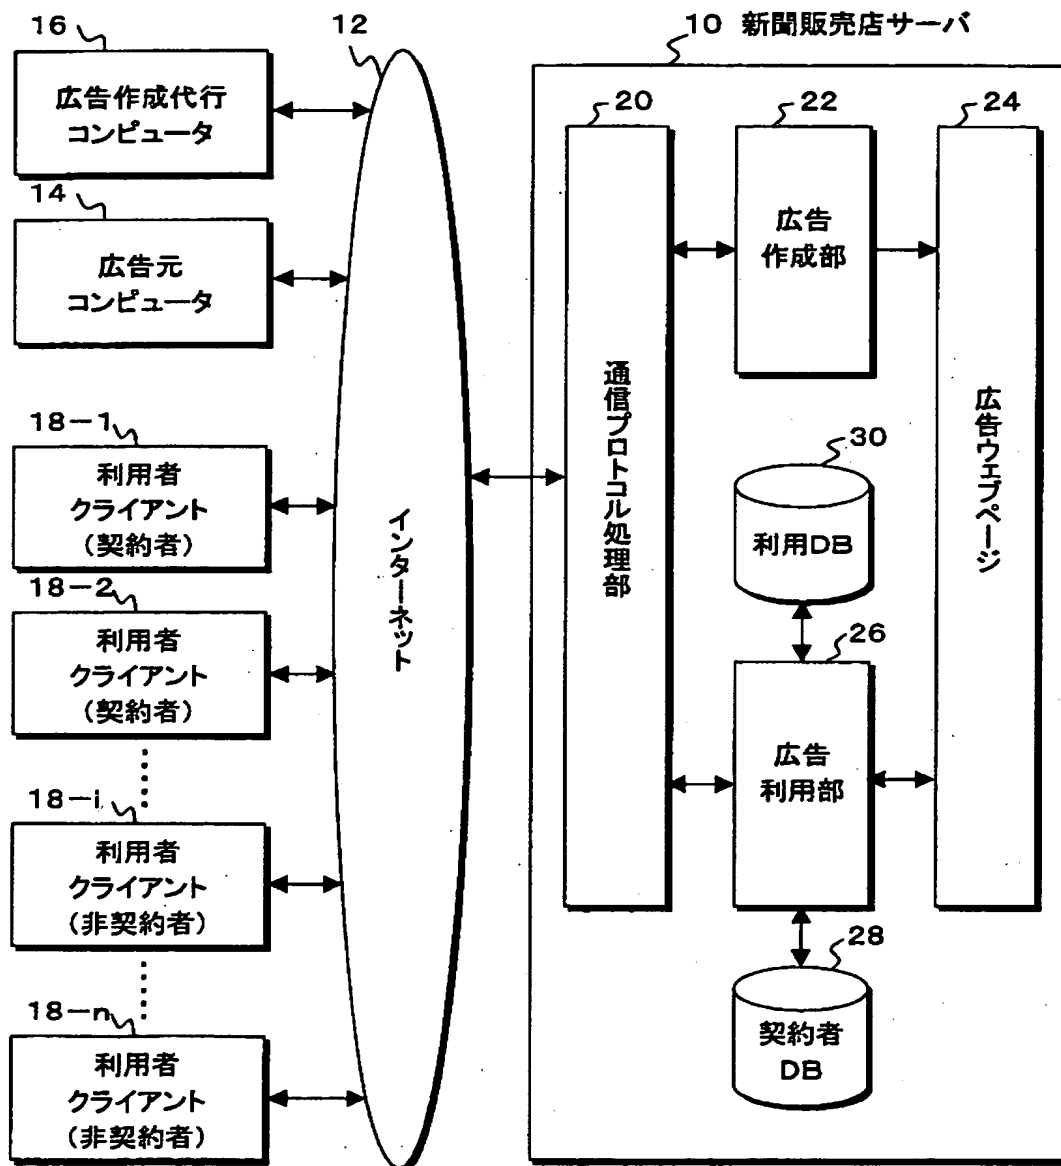 16
広告作成代行
コンピュータ
14
広告元
コンピュータ
18-1
利用者
クライアント
(契約者)
18-2
利用者
クライアント
(契約者)
18-i
利用者
クライアント
(非契約者)
18-n
利用者
クライアント
(非契約者)
12
インターネット
10 新聞販売店サーバ
20
通信プロトコル処理部
22
広告
作成部
24
広告ウェブページ
30
利用DB
26
広告
利用部
28
契約者
DB